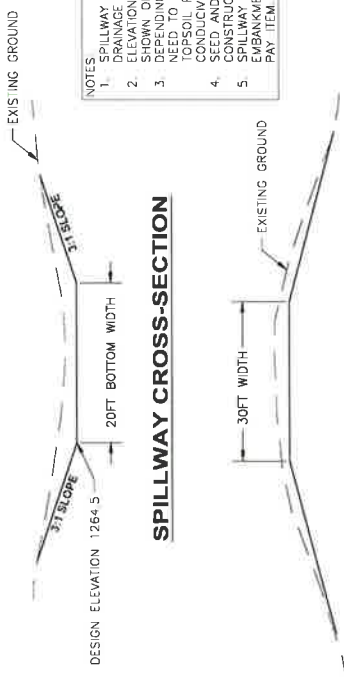 EXISTING GROUND
3:1 SLOPE
3:1 SLOPE
20FT BOTTOM WIDTH
DESIGN ELEVATION 1264.5
SPILLWAY CROSS-SECTION
NOTES
1. SPILLWAY
DRAINAGE
2. ELEVATION
SHOWN
3. DEPENDING
NEED TO
TOPSOIL
CONDUCIV
4. SEED AND
CONSTRUC
5. SPILLWAY
EMBANKME
PAY ITEM.
EXISTING GROUND
30FT WIDTH